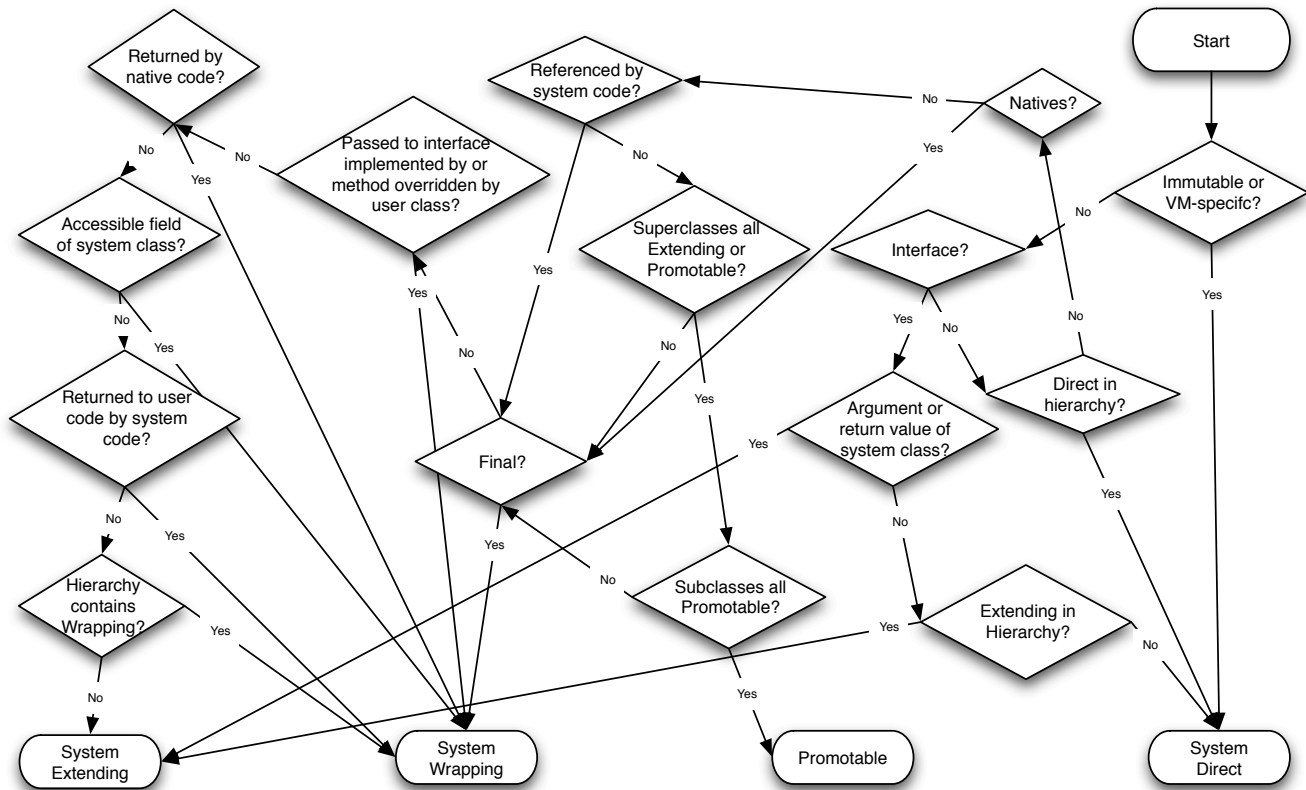 Start
Returned by
native code?
Referenced by
system code?
Natives?
No
Yes
No
Passed to interface
implemented by or
method overridden by
user class?
No
No
Yes
Immutable or
VM-specifc?
No
Accessible field
of system class?
Superclasses all
Extending or
Promotable?
Interface?
Yes
Yes
Yes
No
Yes
No
Yes
No
No
No
Yes
No
Returned to user
code by system
code?
Direct in
hierarchy?
Argument or
return value of
system class?
Yes
Final?
Yes
No
Yes
Yes
No
No
Hierarchy
contains
Wrapping?
Subclasses all
Promotable?
Extending in
Hierarchy?
Yes
Yes
No
No
Yes
System
Extending
System
Wrapping
Promotable
System
Direct